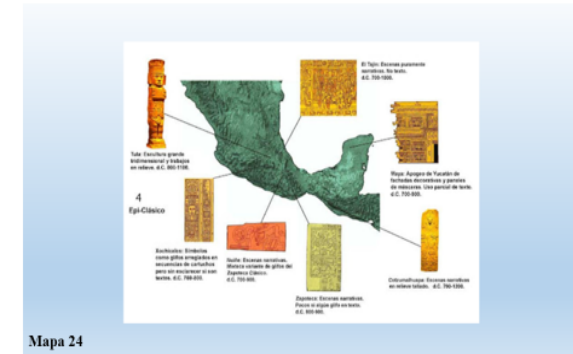 El Tajín: Escenas puramente
narrativas. No texto.
d.C. 700-1000.
Tula: Escultura grande
tridimensional y trabajos
en relieve. d.C. 900-1100.
Maya: Apogeo de Yucatán de
fachadas decorativas y paneles
de máscaras. Uso parcial de texto.
d.C. 700-900.
4
Epi-Clásico
Xochicalco: Símbolos
como glifos arreglados en
secuencias de cartuchos
pero sin esclarecer si son
textos. d.C. 700-900.
Ñuiñe: Escenas narrativas.
Mixteca variante de glifos del
Zapoteco Clásico.
d.C. 700-900.
Zapoteco: Escenas narrativas.
Pocos si algún glifo en texto.
d.C. 600-900.
Cotzumalhuapa: Escenas narrativas
en relieve tallado.
Mapa 24